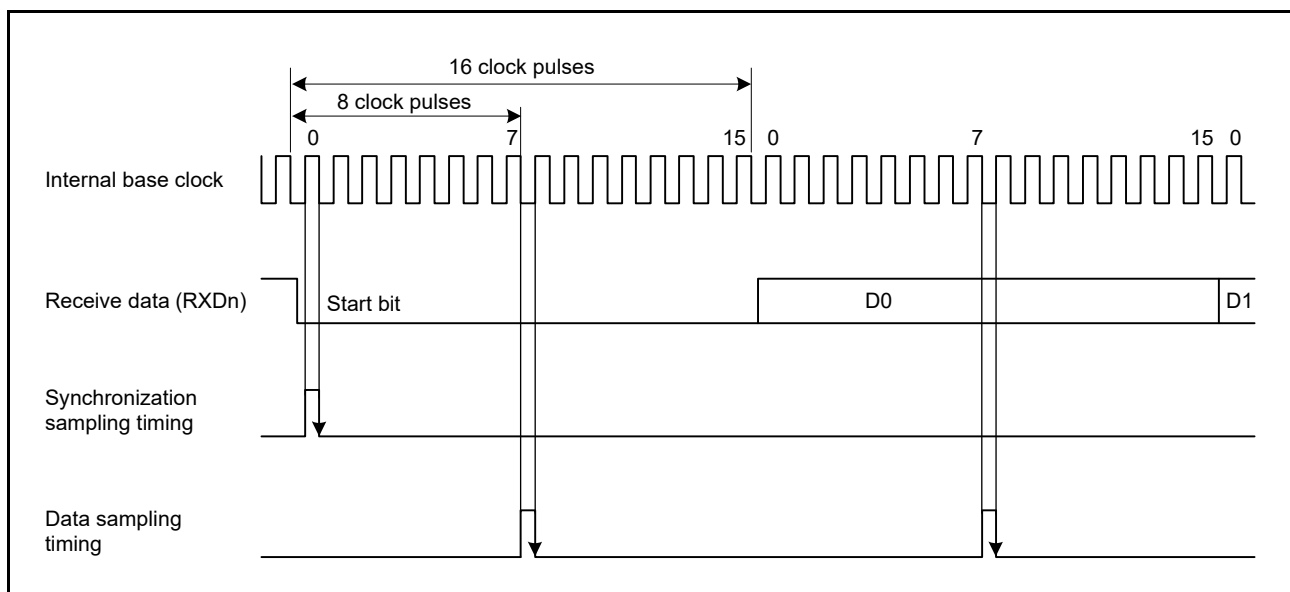 16 clock pulses
8 clock pulses
0 7 15 0 7 15 0
Internal base clock
Receive data (RXDn)
Start bit
D0
D1
Synchronization
sampling timing
Data sampling
timing